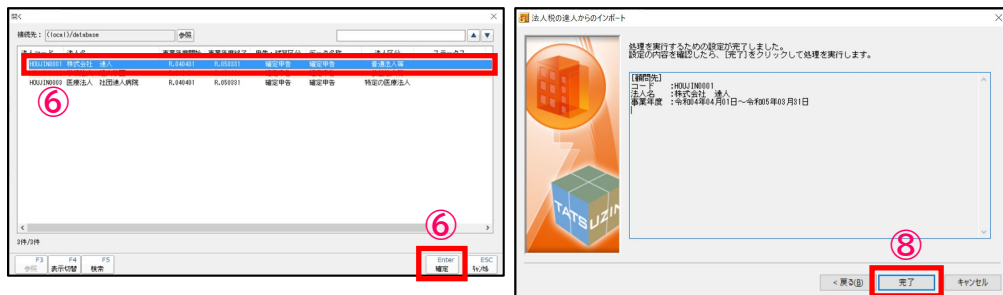 開く
接続先： (local)/database 参照
法人コード 法人名 事業年度開始 事業年度終了 申告・試算区分 データ名称 法人区分 ステータス
HOUJIN0001 株式会社 達人 R.040401 R.050331 確定申告 確定申告 普通法人等
HOUJIN0003 医療法人 社団達人病院 R.040401 R.050331 確定申告 確定申告 特定の医療法人
⑥
⑥
3件/3件
F3 参照 F4 表示切替 F5 検索 Enter 確定 ESC ｷｬﾝｾﾙ
法人税の達人からのインポート
処理を実行するための設定が完了しました。
設定の内容を確認したら、[完了]をクリックして処理を実行します。
[顧問先]
コード ：HOUJIN0001
法人名 ：株式会社 達人
事業年度 ：令和04年04月01日～令和05年03月31日
TATSUZIN
⑧
< 戻る(B) 完了 キャンセル